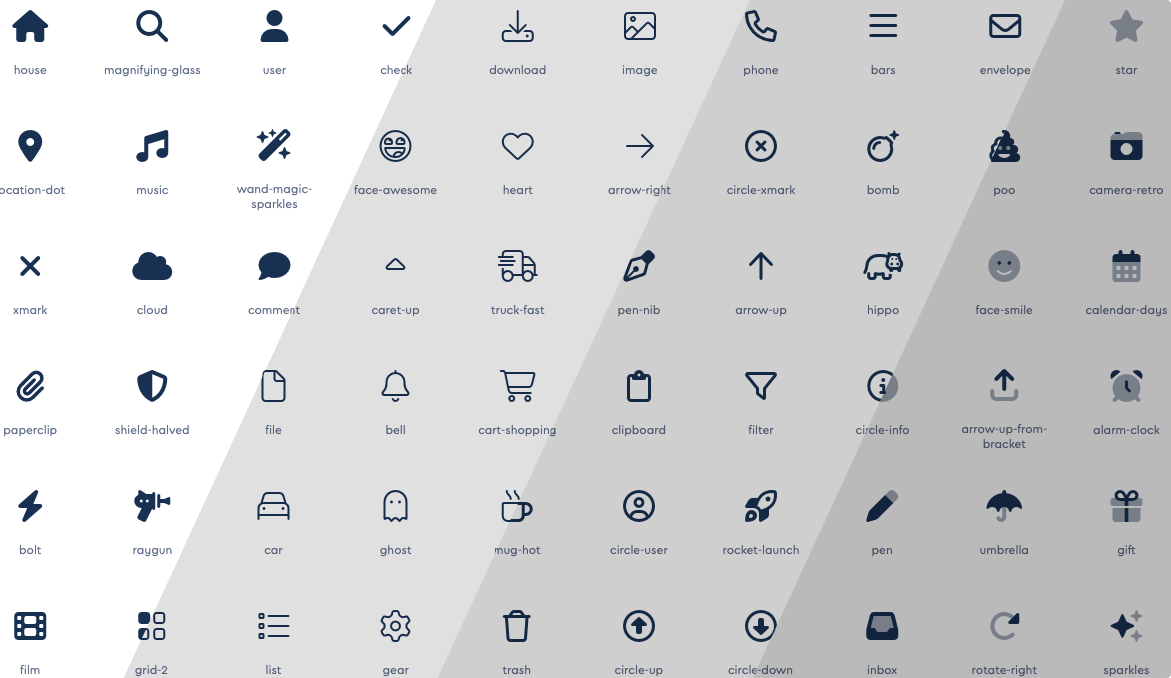 house magnifying-glass user check download image phone bars envelope star
ocation-dot music wand-magic- face-awesome heart arrow-right circle-xmark bomb poo camera-retro
sparkles
xmark cloud comment caret-up truck-fast pen-nib arrow-up hippo face-smile calendar-days
paperclip shield-halved file bell cart-shopping clipboard filter circle-info arrow-up-from- alarm-clock
bracket
bolt raygun car ghost mug-hot circle-user rocket-launch pen umbrella gift
film grid-2 list gear trash circle-up circle-down inbox rotate-right sparkles